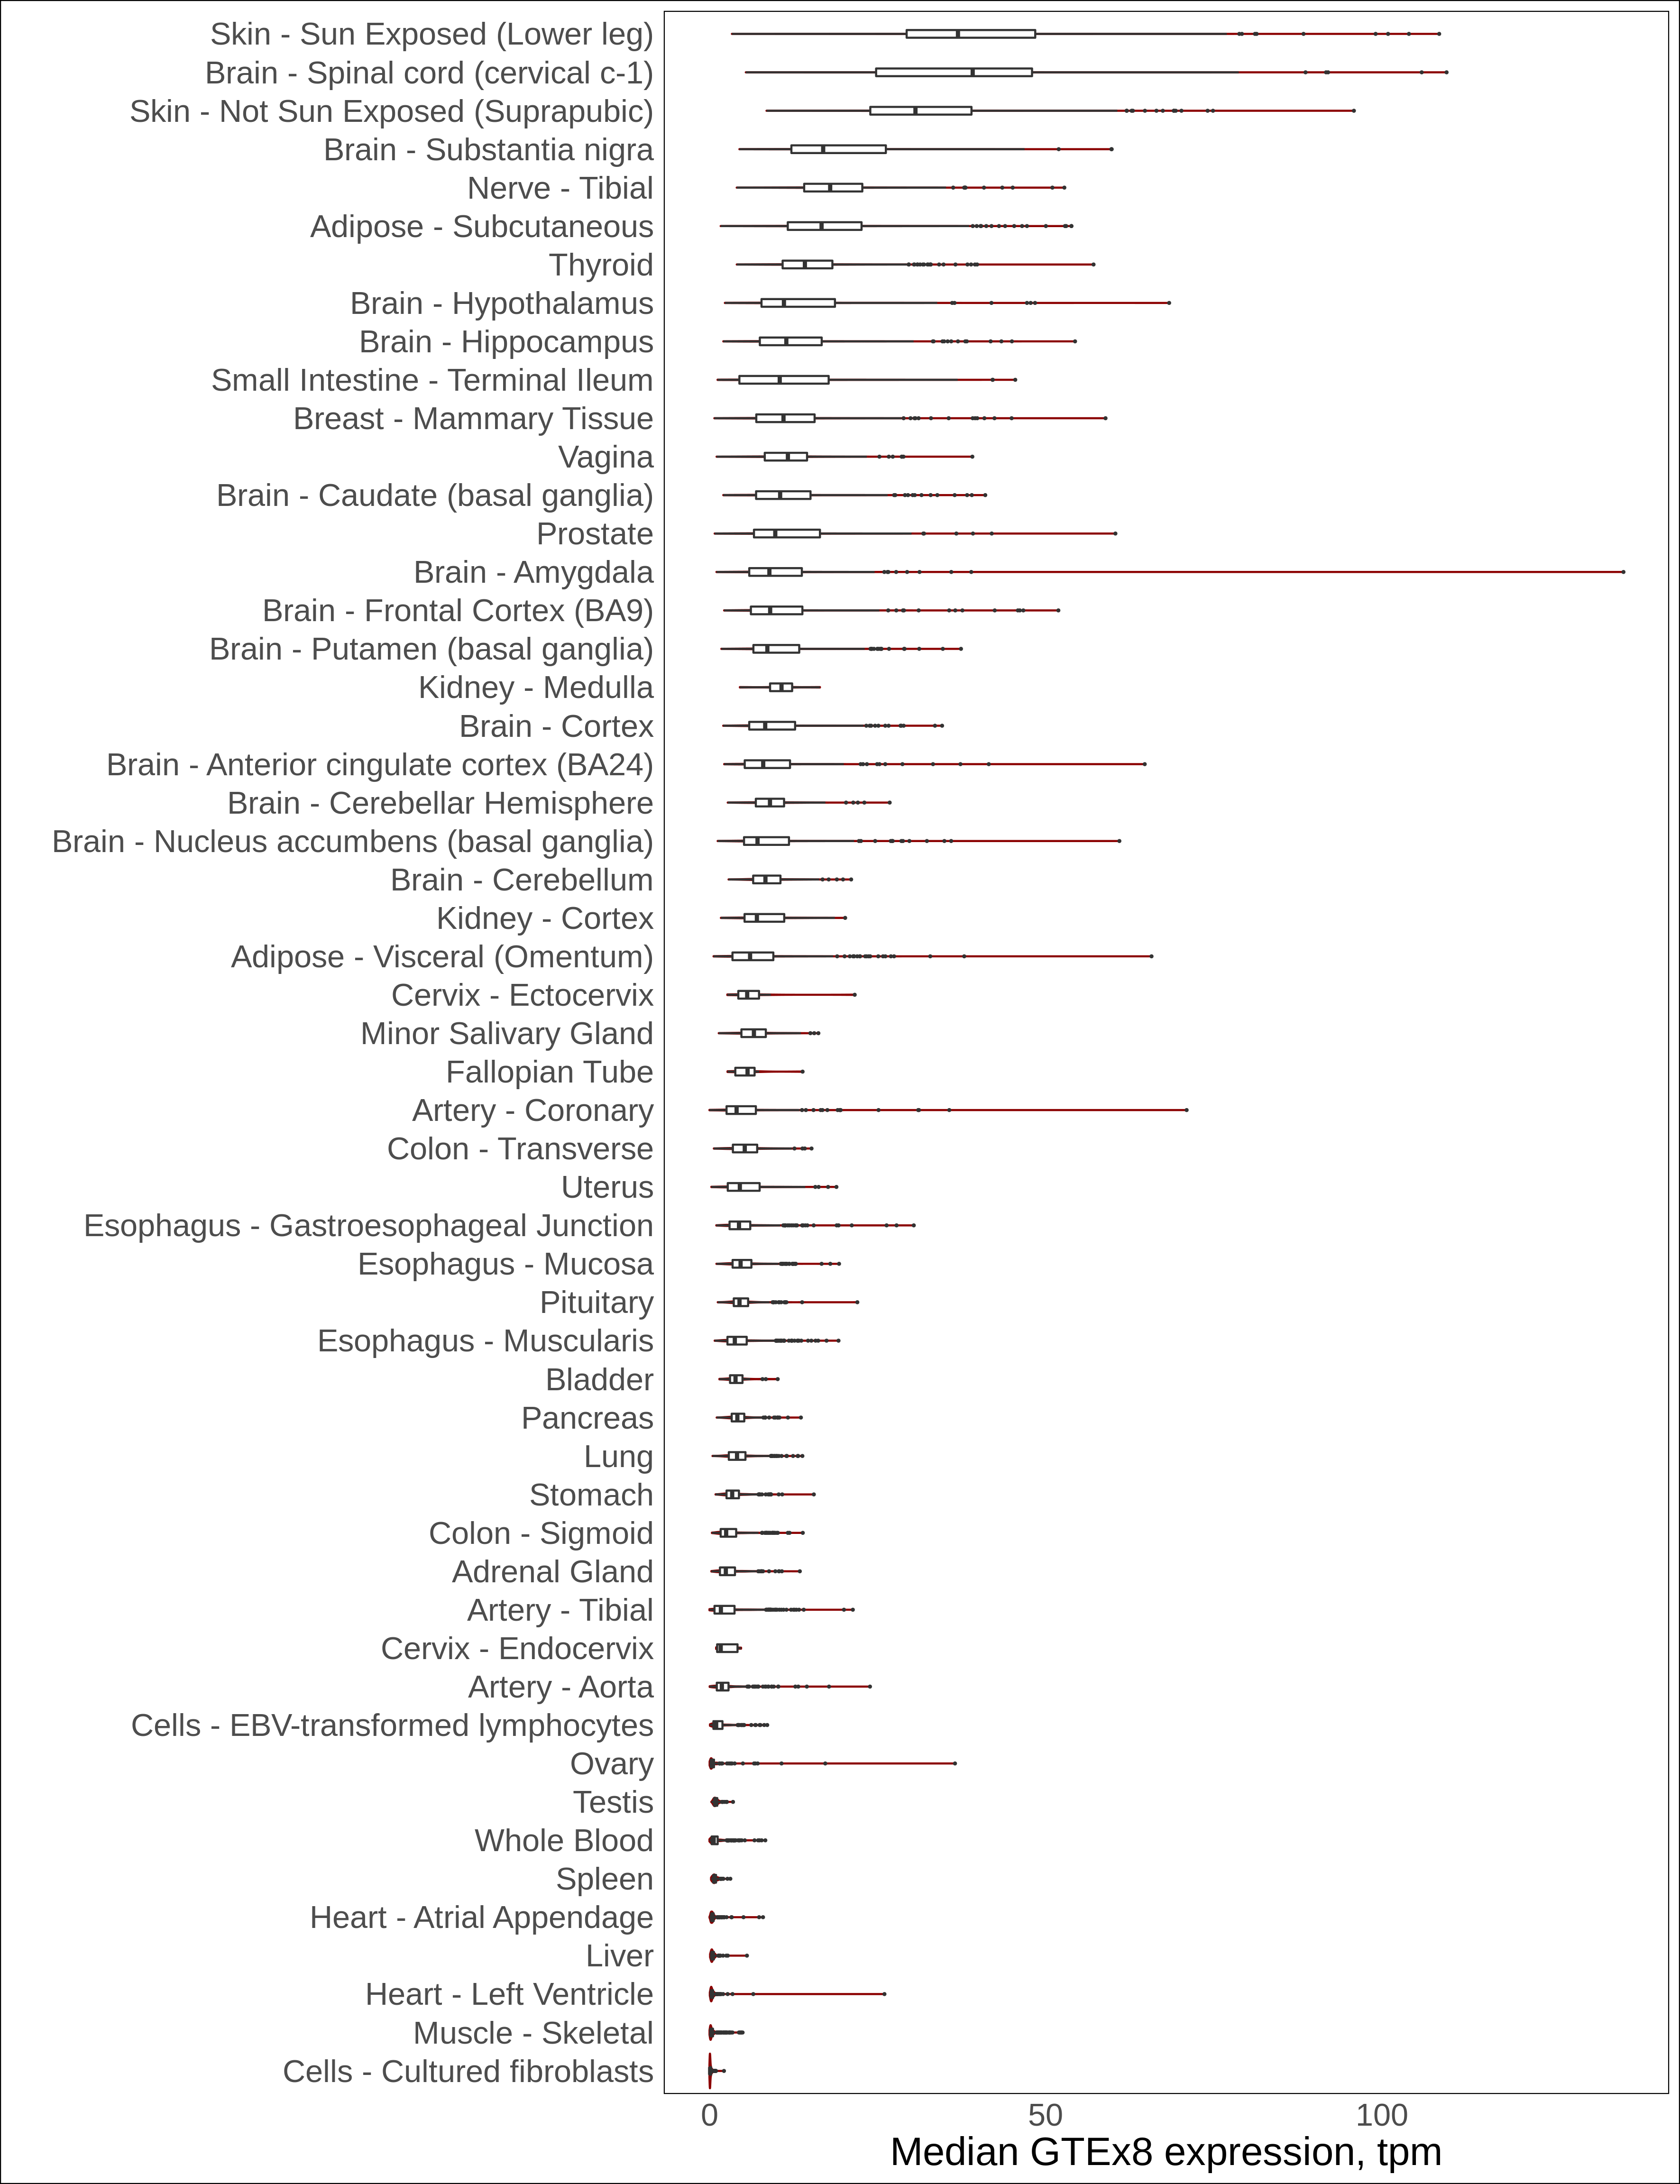 Skin - Sun Exposed (Lower leg)
Brain - Spinal cord (cervical c-1)
Skin - Not Sun Exposed (Suprapubic)
Brain - Substantia nigra
Nerve - Tibial
Adipose - Subcutaneous
Thyroid
Brain - Hypothalamus
Brain - Hippocampus
Small Intestine - Terminal Ileum
Breast - Mammary Tissue
Vagina
Brain - Caudate (basal ganglia)
Prostate
Brain - Amygdala
Brain - Frontal Cortex (BA9)
Brain - Putamen (basal ganglia)
Kidney - Medulla
Brain - Cortex
Brain - Anterior cingulate cortex (BA24)
Brain - Cerebellar Hemisphere
Brain - Nucleus accumbens (basal ganglia)
Brain - Cerebellum
Kidney - Cortex
Adipose - Visceral (Omentum)
Cervix - Ectocervix
Minor Salivary Gland
Fallopian Tube
Artery - Coronary
Colon - Transverse
Uterus
Esophagus - Gastroesophageal Junction
Esophagus - Mucosa
Pituitary
Esophagus - Muscularis
Bladder
Pancreas
Lung
Stomach
Colon - Sigmoid
Adrenal Gland
Artery - Tibial
Cervix - Endocervix
Artery - Aorta
Cells - EBV-transformed lymphocytes
Ovary
Testis
Whole Blood
Spleen
Heart - Atrial Appendage
Liver
Heart - Left Ventricle
Muscle - Skeletal
Cells - Cultured fibroblasts
0 50 100
Median GTEx8 expression, tpm